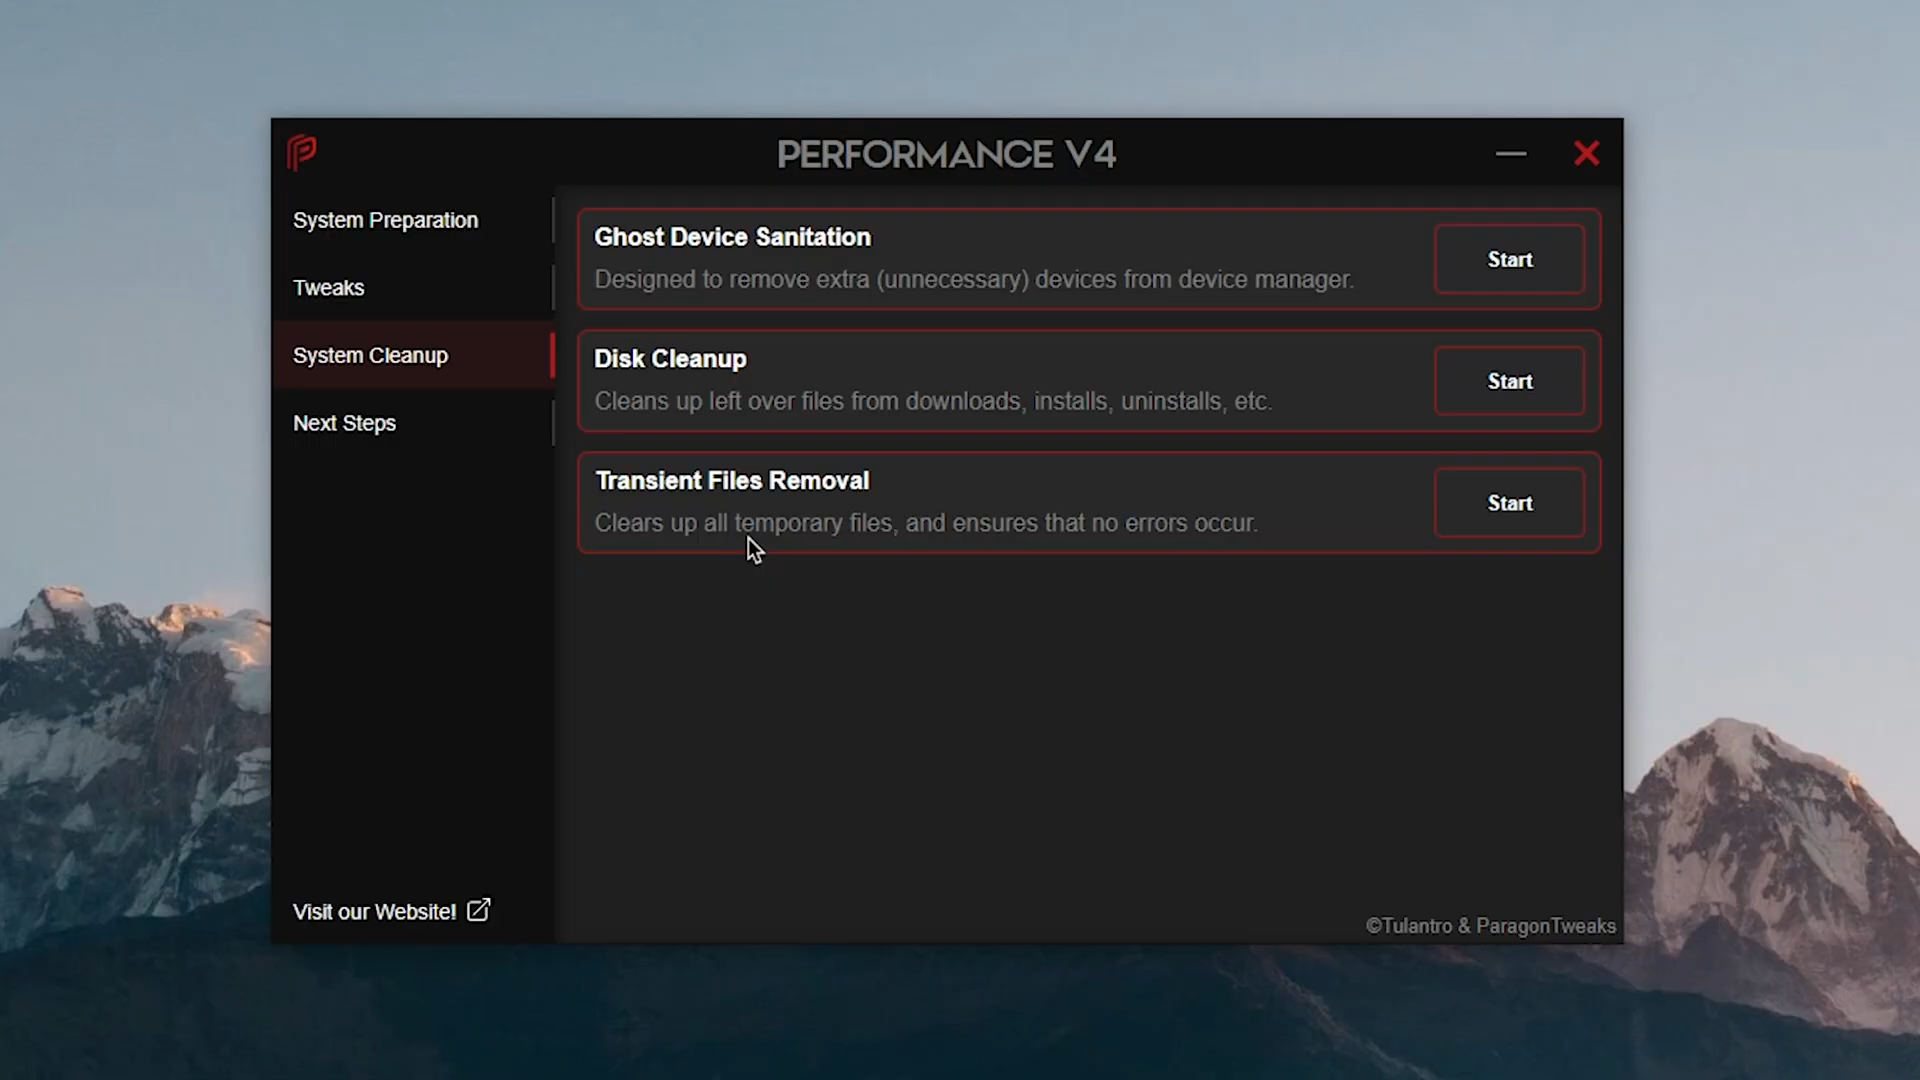 PERFORMANCE V4
System Preparation
Tweaks
System Cleanup
Next Steps
Visit our Website!
Ghost Device Sanitation
Designed to remove extra (unnecessary) devices from device manager.
Start
Disk Cleanup
Cleans up left over files from downloads, installs, uninstalls, etc.
Start
Transient Files Removal
Clears up all temporary files, and ensures that no errors occur.
Start
©Tulantro & ParagonTweaks